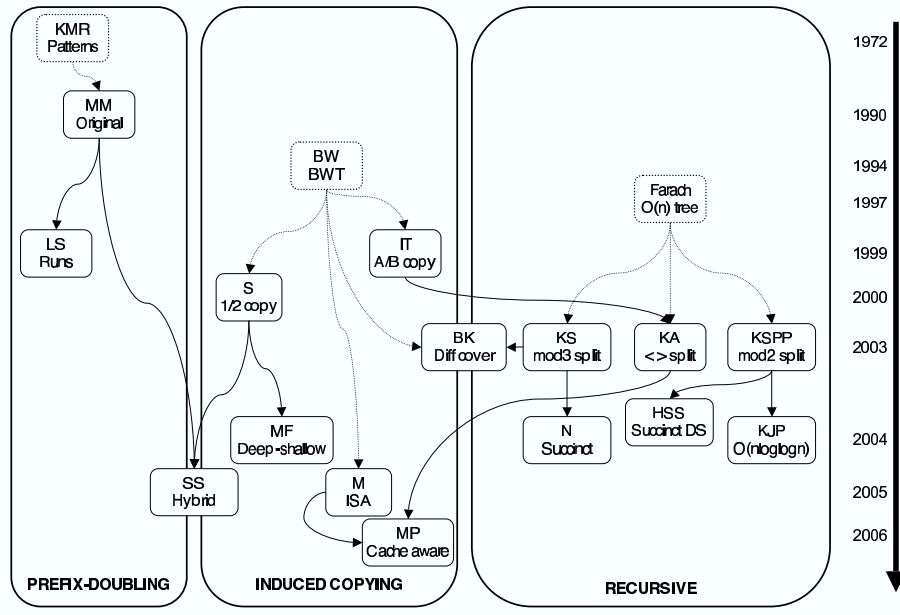 KMR
Patterns
1972
MM
Original
1990
BW
BWT
1994
Farach
O(n) tree
1997
LS
Runs
IT
A/B copy
1999
S
1/2 copy
2000
BK
Diff cover
KS
mod3 split
KA
<> split
KSPP
mod2 split
2003
MF
Deep-shallow
N
Succinct
HSS
Succinct DS
KJP
O(nloglogn)
2004
SS
Hybrid
M
ISA
2005
MP
Cache aware
2006
PREFIX-DOUBLING
INDUCED COPYING
RECURSIVE